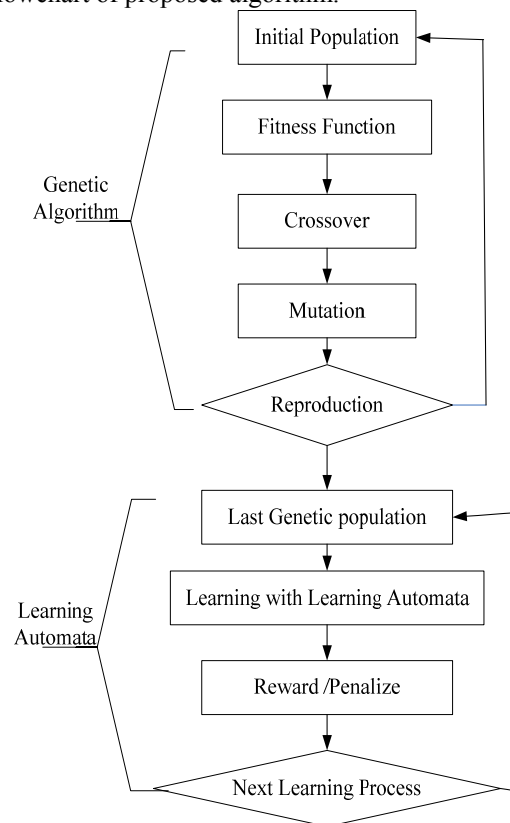 flowchart of proposed algorithm.
Initial Population
Fitness Function
Genetic
Algorithm
Crossover
Mutation
Reproduction
Last Genetic population
Learning with Learning Automata
Learning
Automata
Reward /Penalize
Next Learning Process